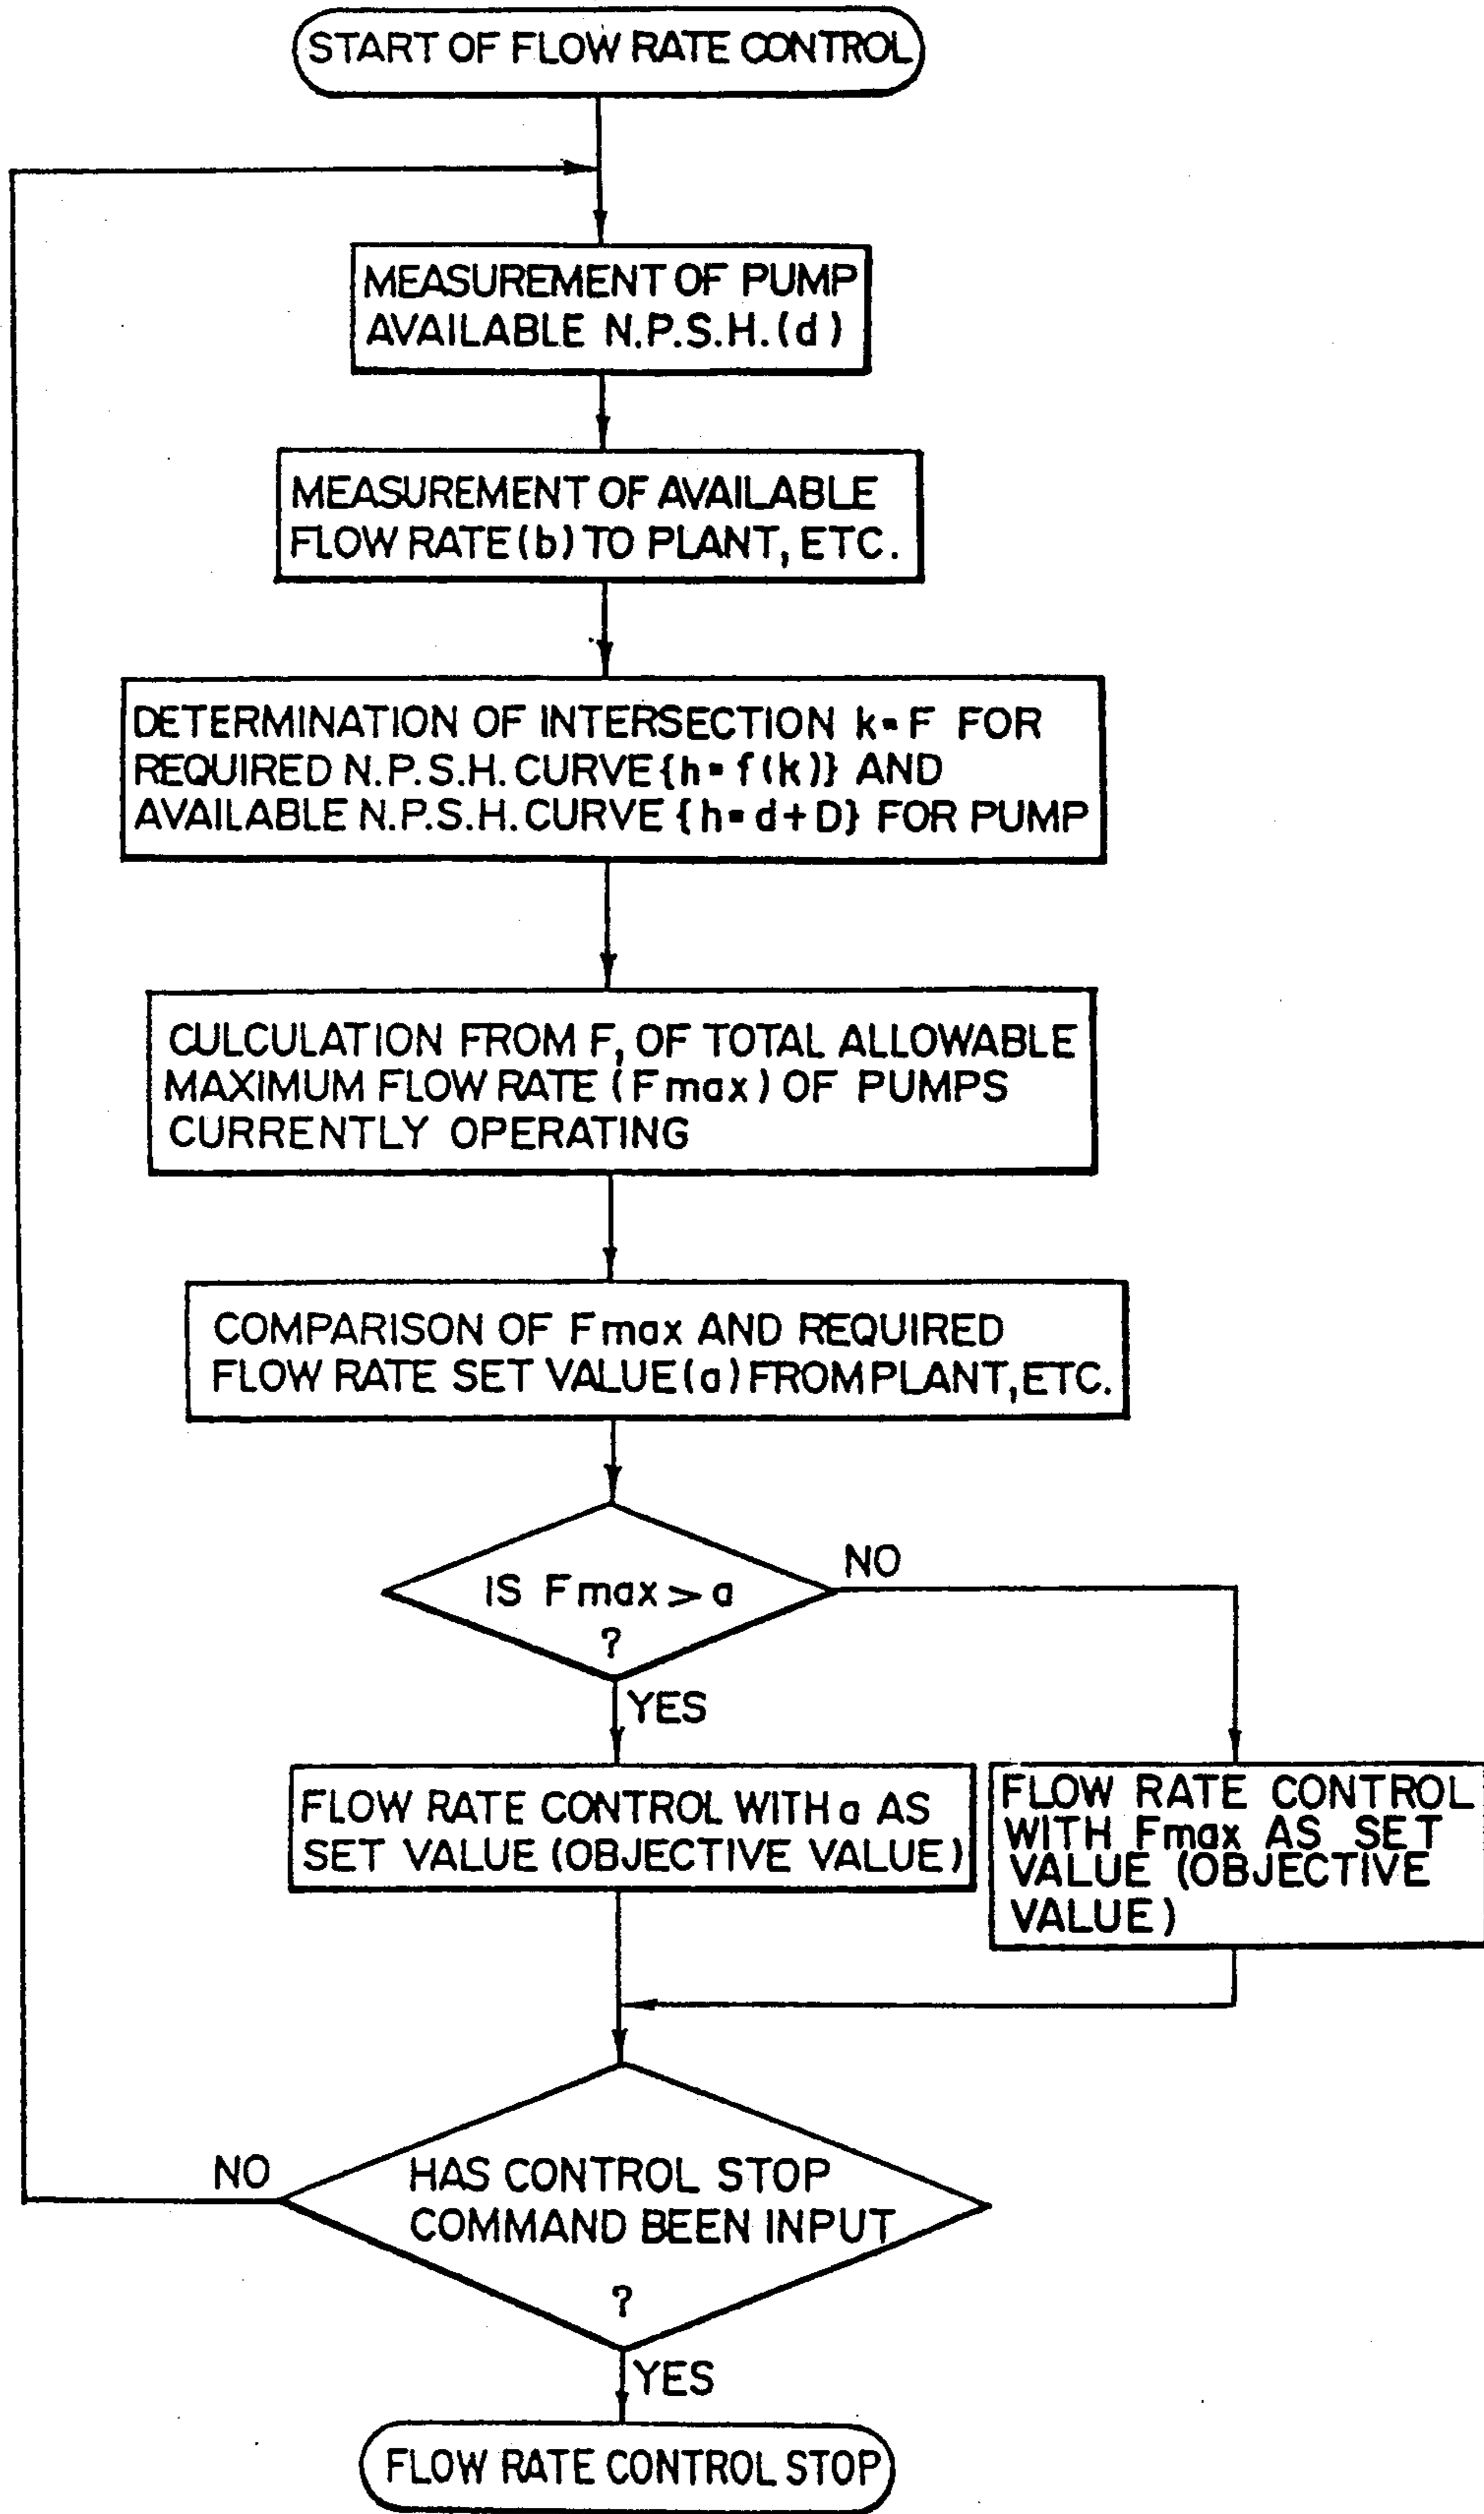 START OF FLOW RATE CONTROL
MEASUREMENT OF PUMP
AVAILABLE N.P.S.H.(d)
MEASUREMENT OF AVAILABLE
FLOW RATE(b) TO PLANT, ETC.
DETERMINATION OF INTERSECTION k=F FOR
REQUIRED N.P.S.H. CURVE{h=f(k)} AND
AVAILABLE N.P.S.H. CURVE {h=d+D} FOR PUMP
CULCULATION FROM F, OF TOTAL ALLOWABLE
MAXIMUM FLOW RATE (Fmax) OF PUMPS
CURRENTLY OPERATING
COMPARISON OF Fmax AND REQUIRED
FLOW RATE SET VALUE(a) FROM PLANT, ETC.
IS Fmax>a
?
NO
YES
FLOW RATE CONTROL WITH a AS
SET VALUE (OBJECTIVE VALUE)
FLOW RATE CONTROL
WITH Fmax AS SET
VALUE (OBJECTIVE
VALUE)
NO
HAS CONTROL STOP
COMMAND BEEN INPUT
?
YES
FLOW RATE CONTROL STOP